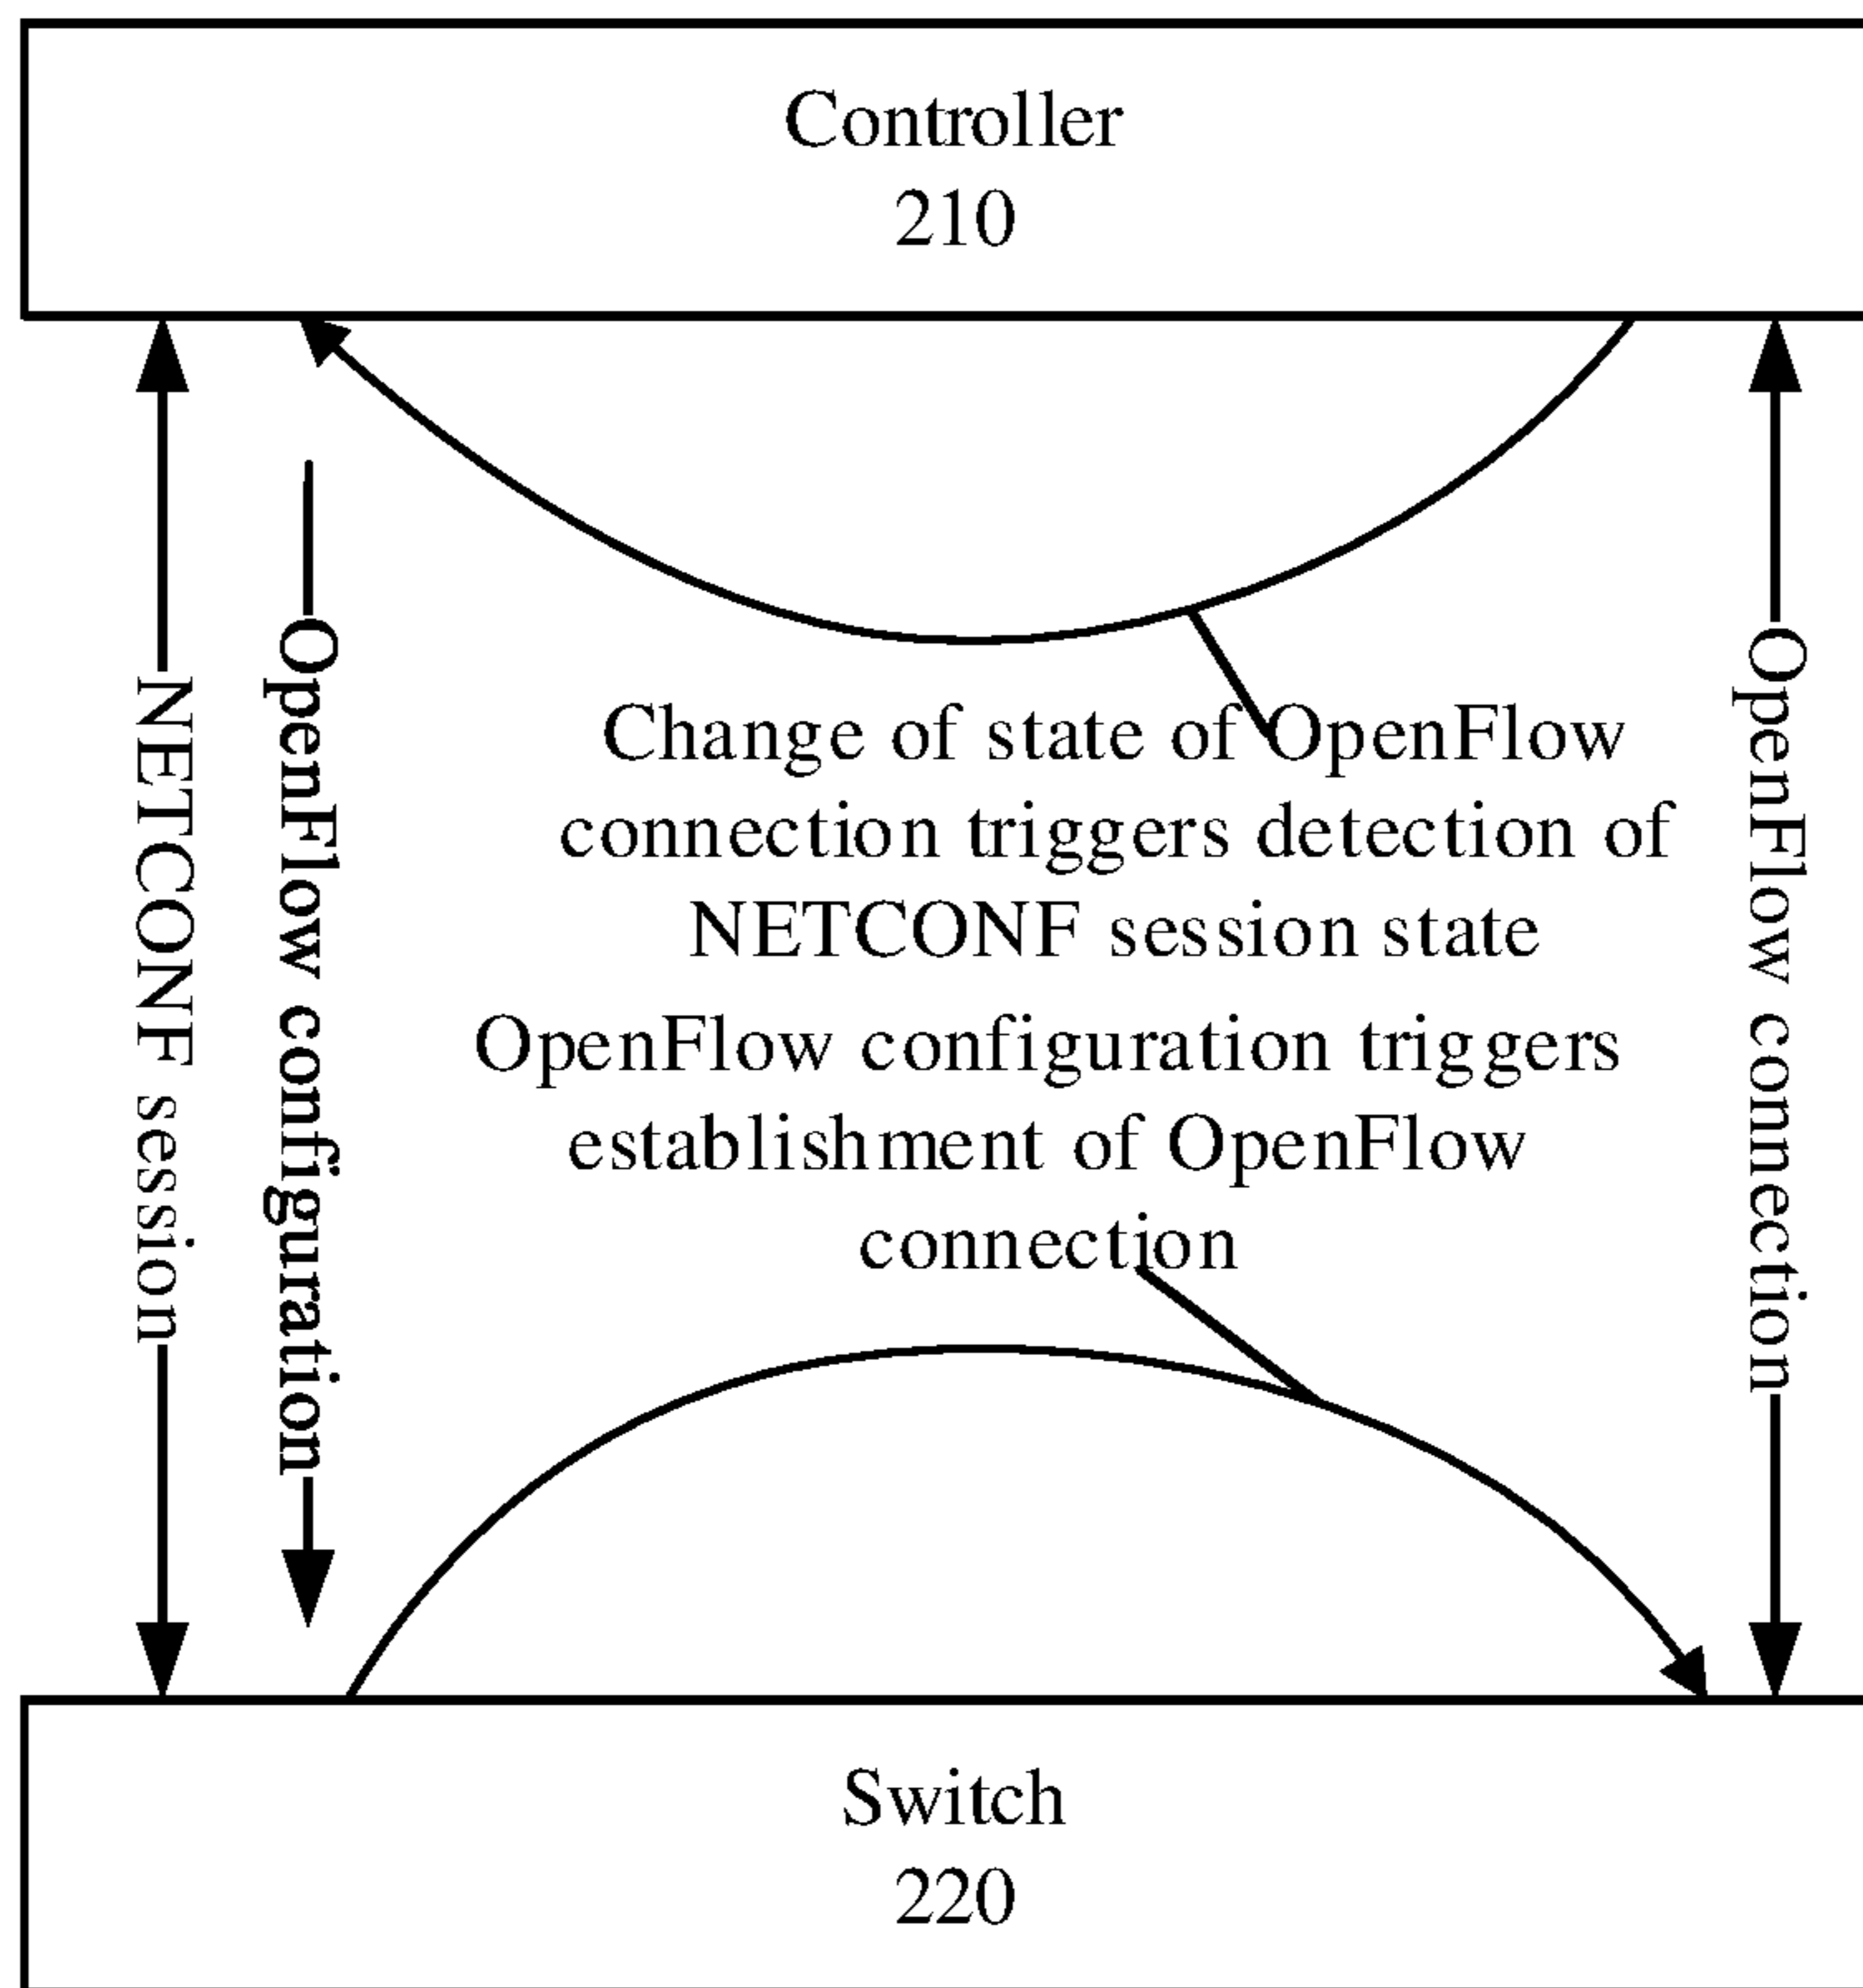 Controller
210
NETCONF session
OpenFlow configuration
Change of state of OpenFlow
connection triggers detection of
NETCONF session state
OpenFlow configuration triggers
establishment of OpenFlow
connection
OpenFlow connection
Switch
220